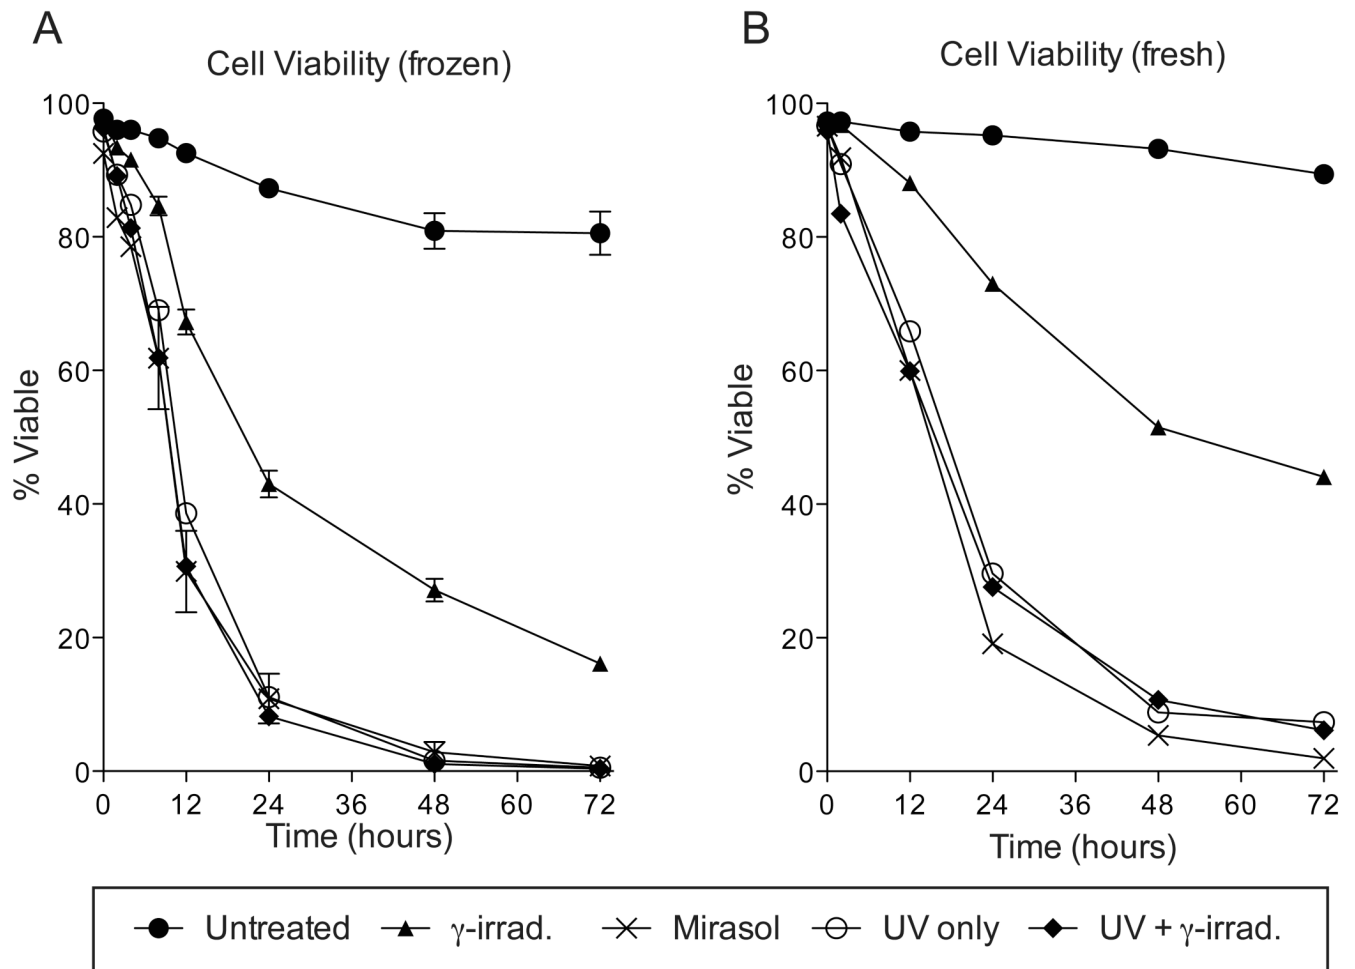 A
Cell Viability (frozen)
100
80
60
40
20
0
% Viable
0 12 24 36 48 60 72
Time (hours)
B
Cell Viability (fresh)
100
80
60
40
20
0
% Viable
0 12 24 36 48 60 72
Time (hours)
Untreated γ-irrad. Mirasol UV only UV + γ-irrad.